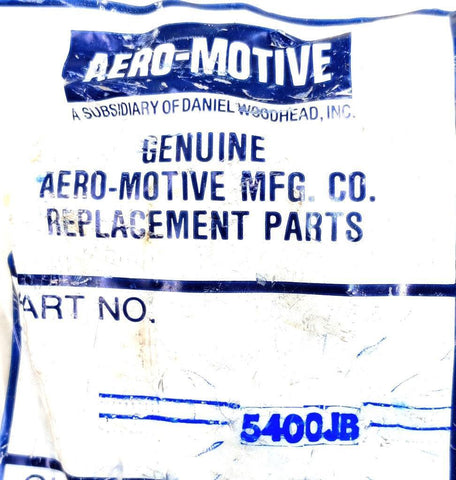 AERO-MOTIVE
A SUBSIDIARY OF DANIEL WOODHEAD, INC.
GENUINE
AERO-MOTIVE MFG. CO.
REPLACEMENT PARTS
ART NO.
5400JB